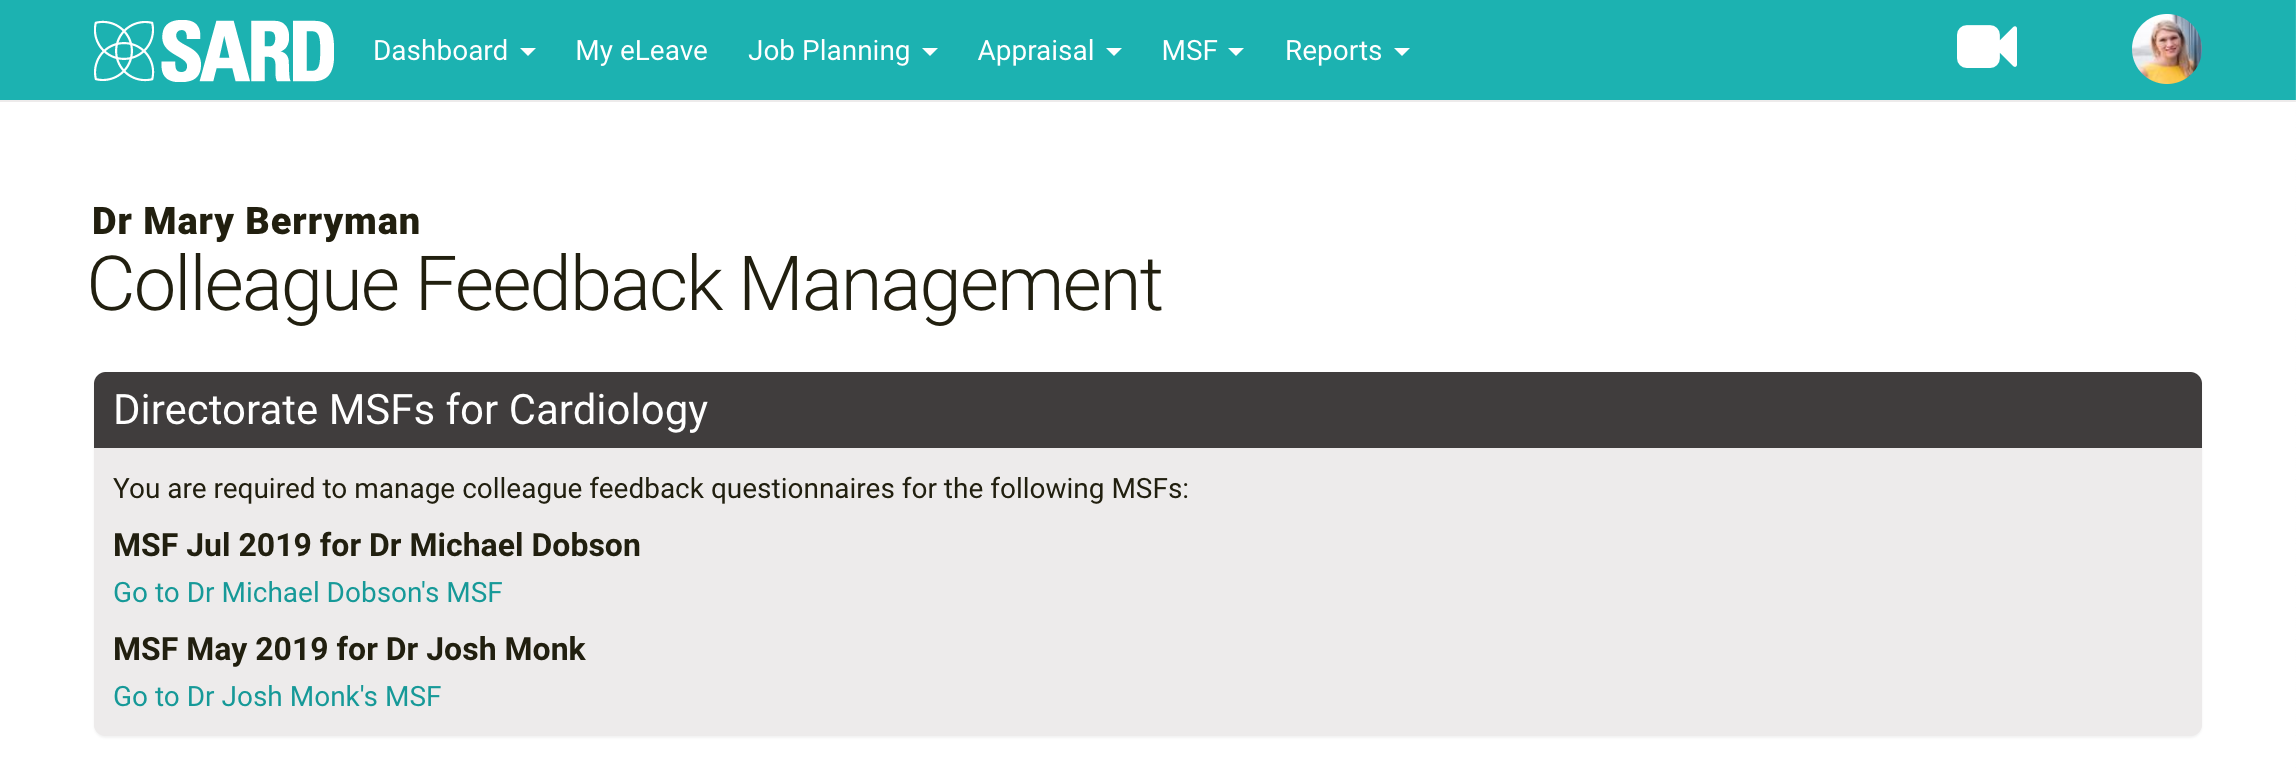 SARD Dashboard My eLeave Job Planning Appraisal MSF Reports
Dr Mary Berryman
Colleague Feedback Management
Directorate MSFs for Cardiology
You are required to manage colleague feedback questionnaires for the following MSFs:
MSF Jul 2019 for Dr Michael Dobson
Go to Dr Michael Dobson's MSF
MSF May 2019 for Dr Josh Monk
Go to Dr Josh Monk's MSF